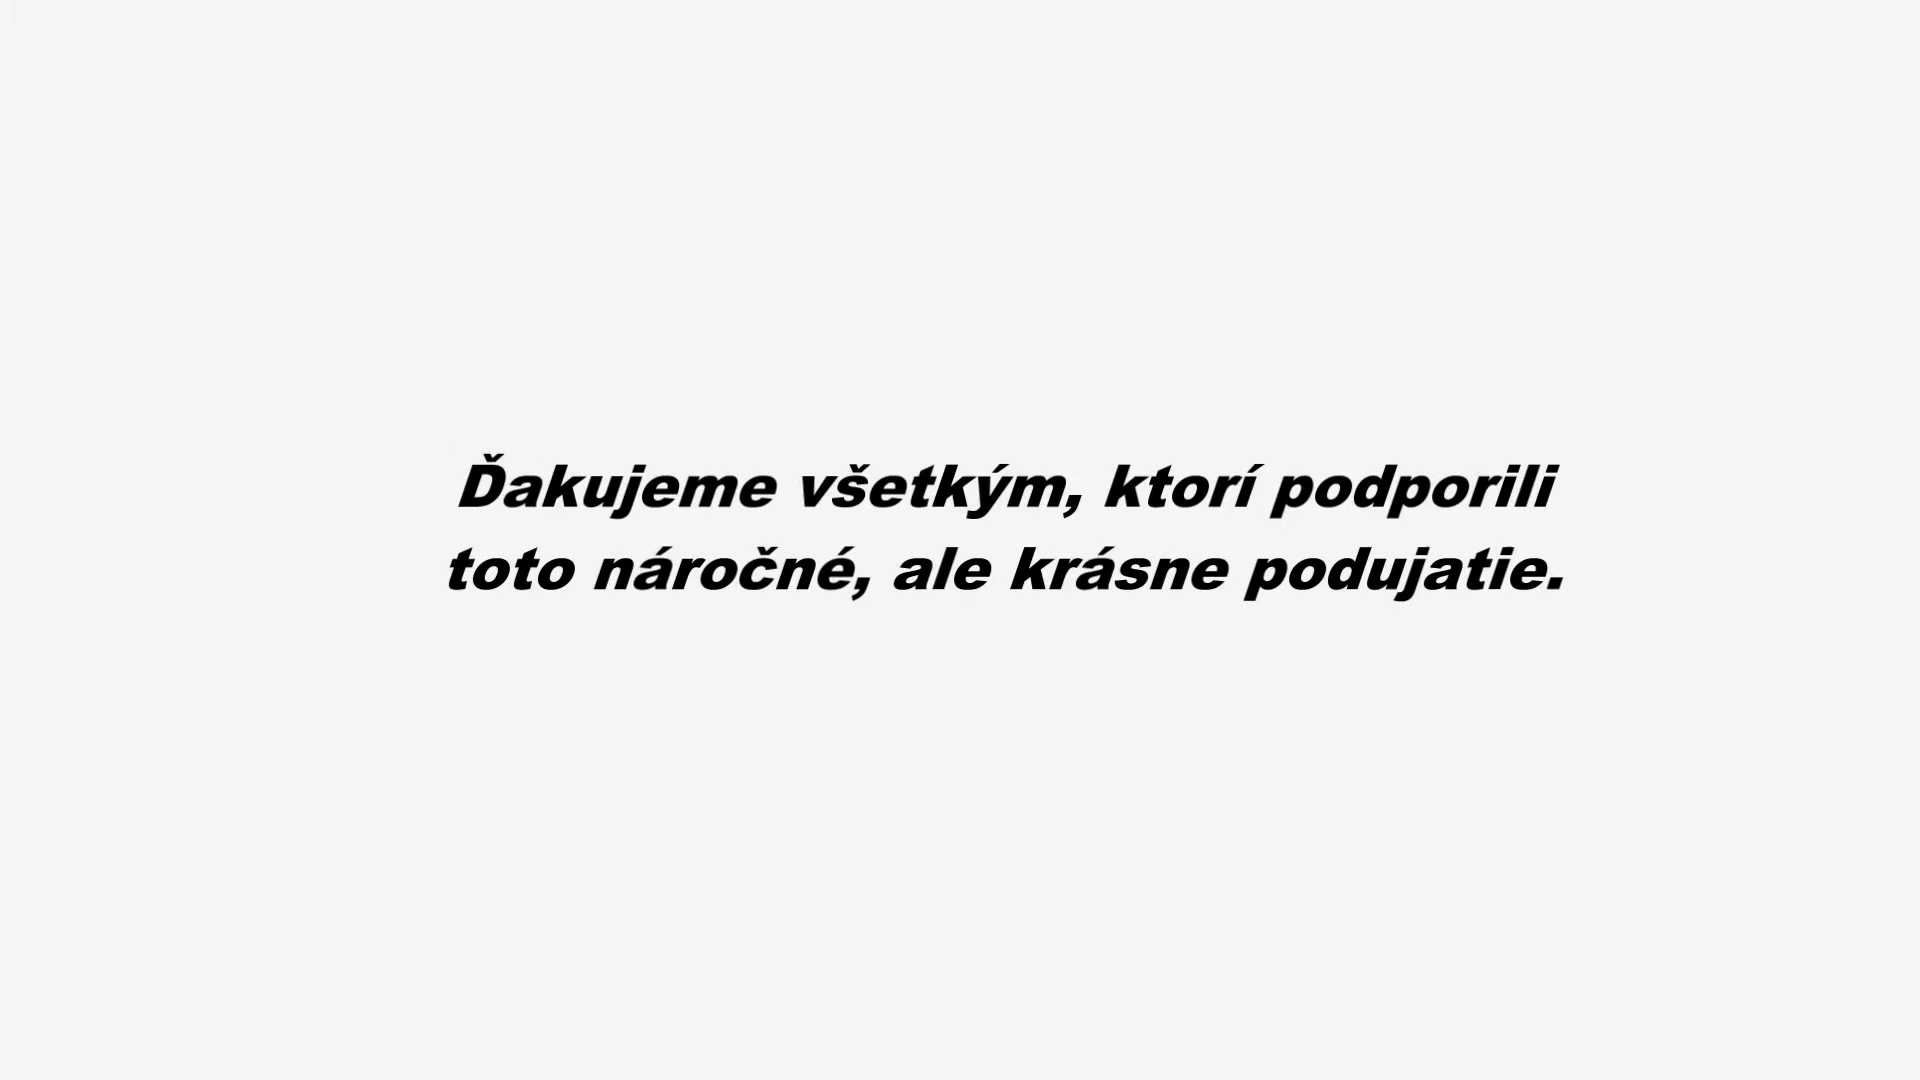 Ďakujeme všetkým, ktorí podporili
toto náročné, ale krásne podujatie.